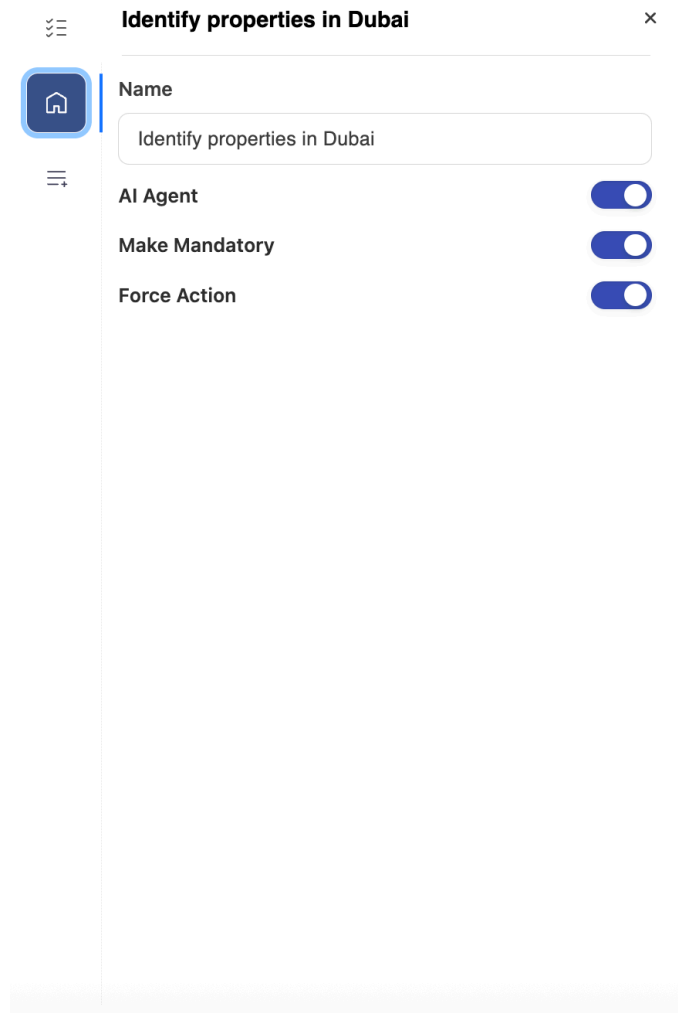 Identify properties in Dubai
Name
Identify properties in Dubai
AI Agent
Make Mandatory
Force Action